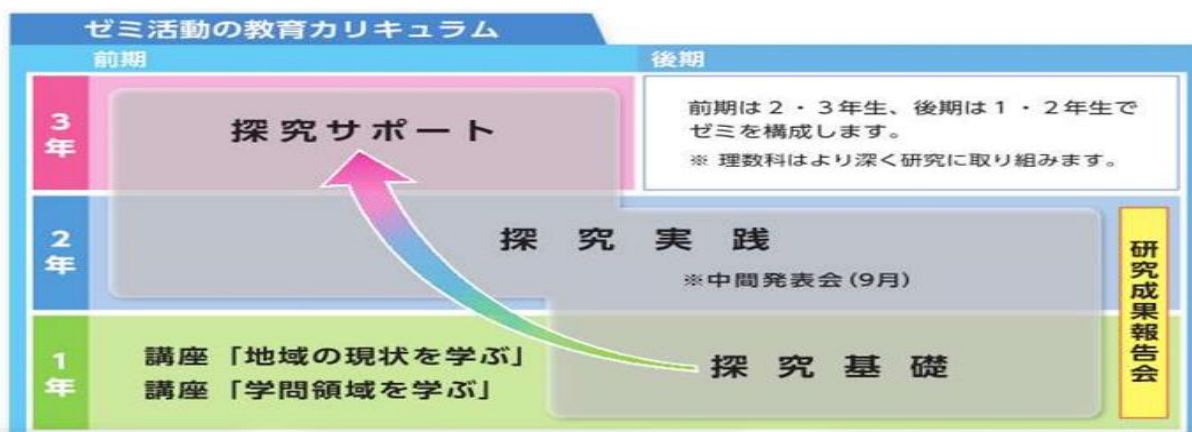 ゼミ活動の教育カリキュラム
前期
後期
3年
探究サポート
前期は2・3年生、後期は1・2年生で
ゼミを構成します。
※ 理数科はより深く研究に取り組みます。
2年
探究実践
※中間発表会(9月)
研究成果報告会
1年
講座「地域の現状を学ぶ」
講座「学問領域を学ぶ」
探究基礎